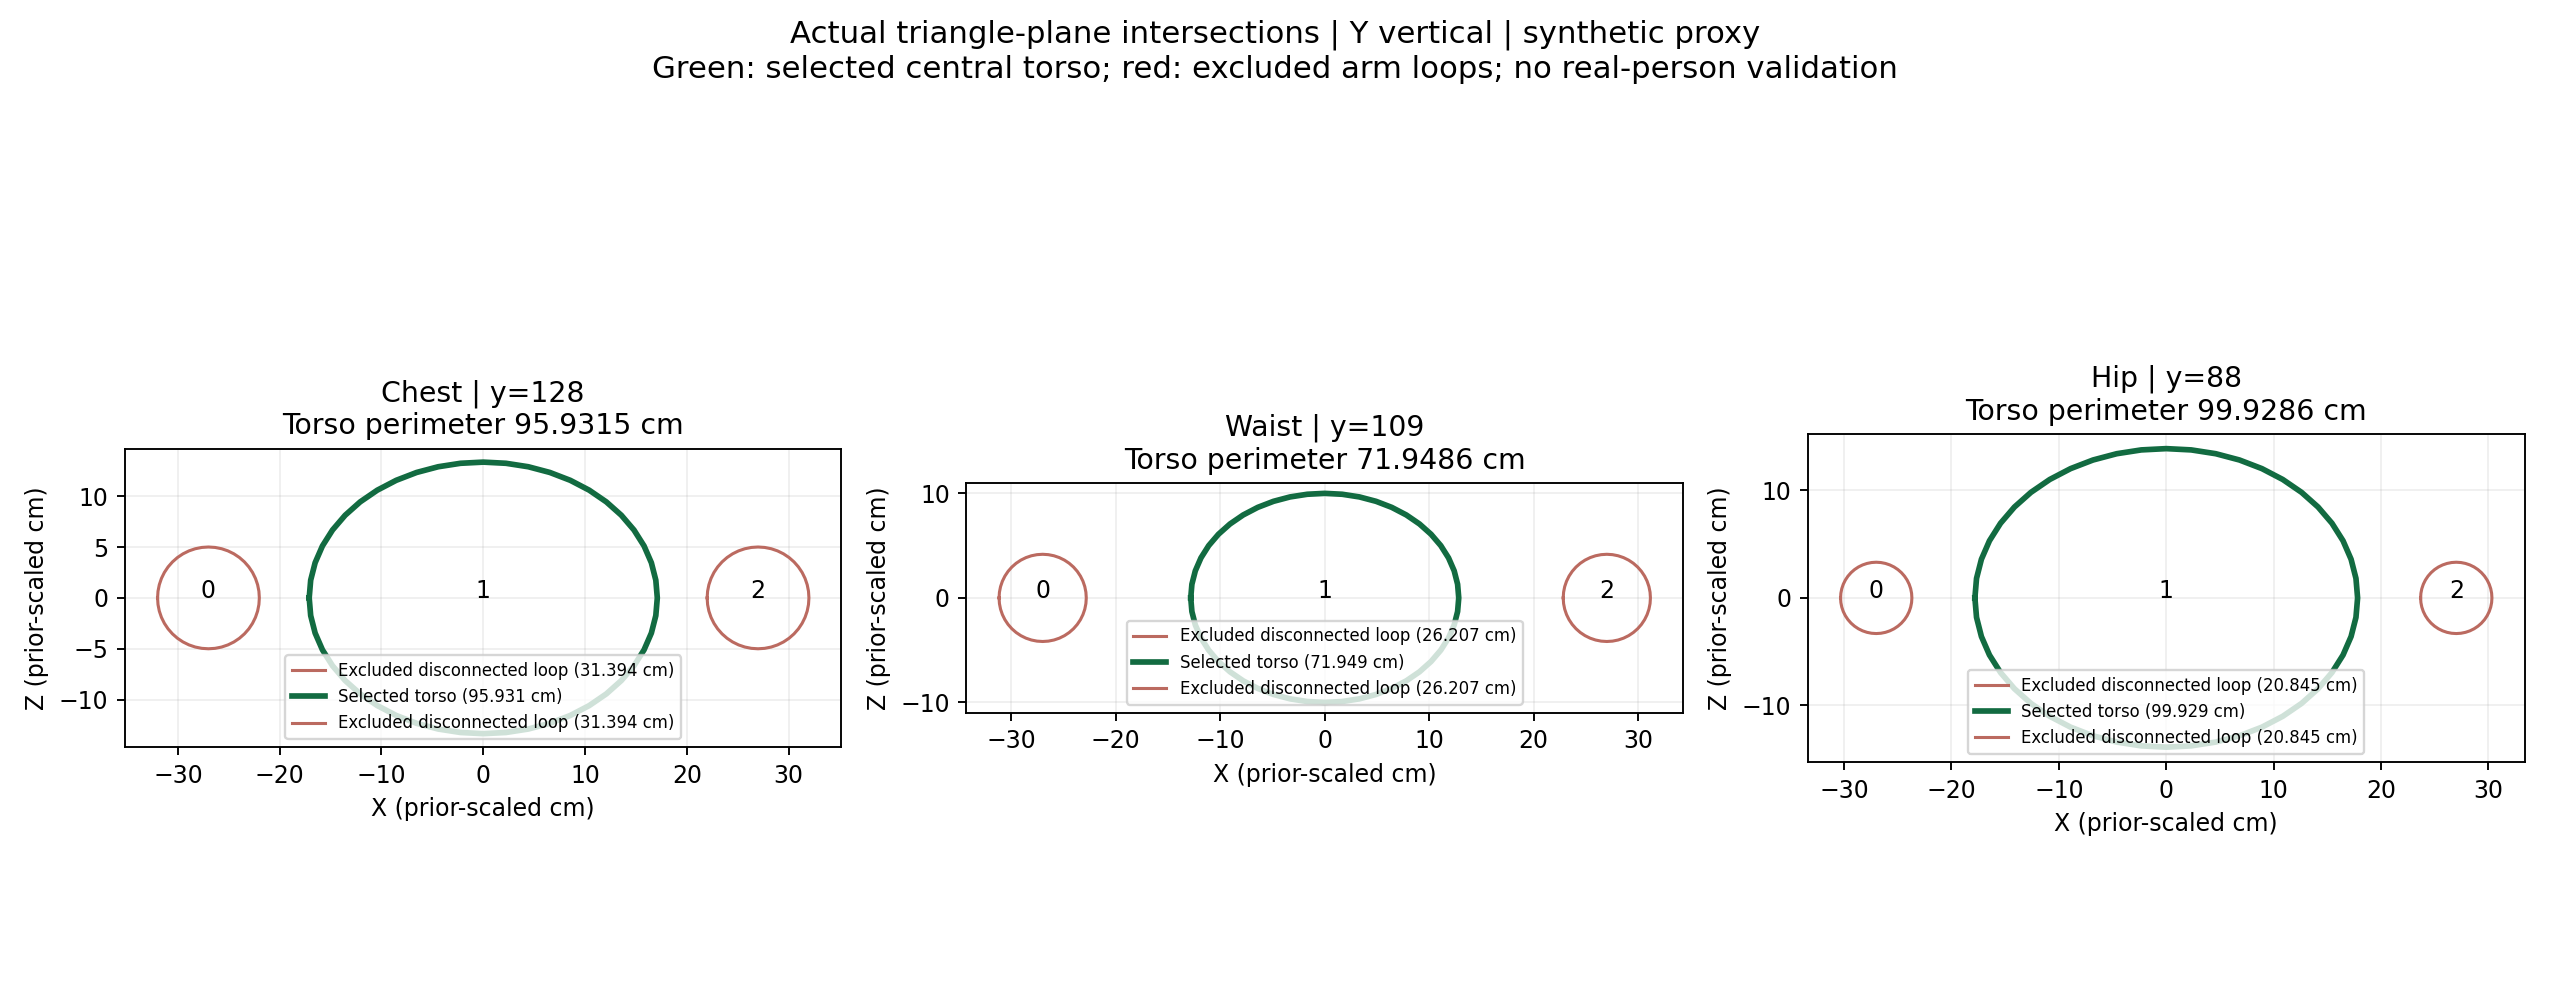 Actual triangle-plane intersections | Y vertical | synthetic proxy
Green: selected central torso; red: excluded arm loops; no real-person validation
Chest | y=128
Torso perimeter 95.9315 cm
Z (prior-scaled cm)
10
5
0
−5
−10
0
1
2
Excluded disconnected loop (31.394 cm)
Selected torso (95.931 cm)
Excluded disconnected loop (31.394 cm)
−30
−20
−10
0
10
20
30
X (prior-scaled cm)
Waist | y=109
Torso perimeter 71.9486 cm
Z (prior-scaled cm)
10
0
−10
0
1
2
Excluded disconnected loop (26.207 cm)
Selected torso (71.949 cm)
Excluded disconnected loop (26.207 cm)
−30
−20
−10
0
10
20
30
X (prior-scaled cm)
Hip | y=88
Torso perimeter 99.9286 cm
Z (prior-scaled cm)
10
0
−10
0
1
2
Excluded disconnected loop (20.845 cm)
Selected torso (99.929 cm)
Excluded disconnected loop (20.845 cm)
−30
−20
−10
0
10
20
30
X (prior-scaled cm)